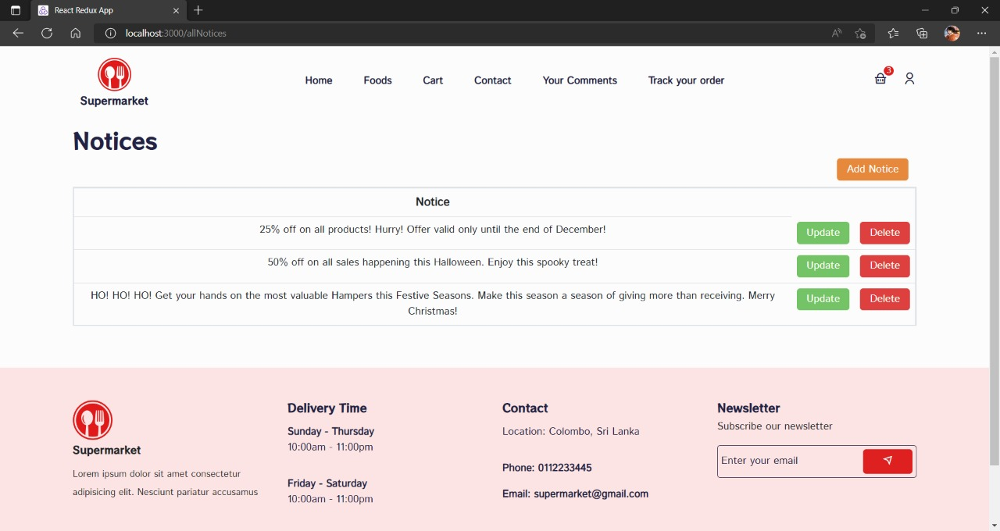 React Redux App
localhost:3000/allNotices
Supermarket
Home Foods Cart Contact Your Comments Track your order
3
Notices
Add Notice
Notice
25% off on all products! Hurry! Offer valid only until the end of December!
Update Delete
50% off on all sales happening this Halloween. Enjoy this spooky treat!
Update Delete
HO! HO! HO! Get your hands on the most valuable Hampers this Festive Seasons. Make this season a season of giving more than receiving. Merry
Christmas!
Update Delete
Supermarket
Lorem ipsum dolor sit amet consectetur
adipisicing elit. Nesciunt pariatur accusamus
Delivery Time
Sunday - Thursday
10:00am - 11:00pm
Friday - Saturday
10:00am - 11:00pm
Contact
Location: Colombo, Sri Lanka
Phone: 0112233445
Email: supermarket@gmail.com
Newsletter
Subscribe our newsletter
Enter your email